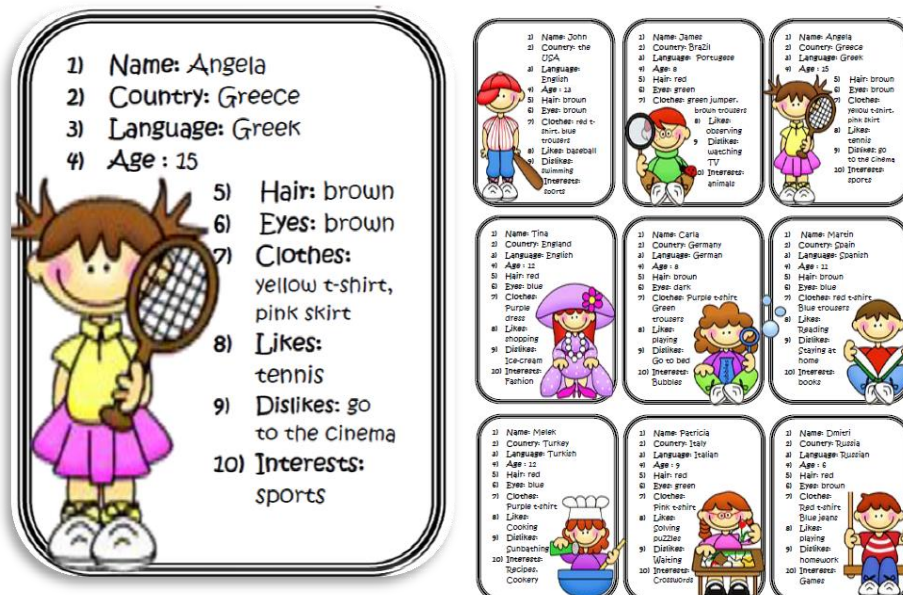 1) Name: Angela
2) Country: Greece
3) Language: Greek
4) Age : 15
5) Hair: brown
6) Eyes: brown
7) Clothes:
yellow t-shirt,
pink skirt
8) Likes:
tennis
9) Dislikes: go
to the Cinema
10) Interests:
sports
1) Name: John
2) Country: the
USA
3) Language:
English
4) Age : 13
5) Hair: brown
6) Eyes: brown
7) Clothes: red t-
shirt, blue
trousers
8) Likes: baseball
9) Dislikes:
swimming
Interests:
sports
1) Name: James
2) Country: Brazil
3) Language: Portugese
4) Age: 8
5) Hair: red
6) Eyes: green
7) Clothes: green jumper,
brown trousers
8) Likes:
observing
9 Dislikes:
watching
TV
10) Interests:
animals
1) Name: Angela
2) Country: Greece
3) Language: Greek
4) Age : 15
5) Hair: brown
6) Eyes: brown
7) Clothes:
yellow t-shirt,
pink skirt
8) Likes:
tennis
9) Dislikes: go
to the Cinema
10) Interests:
sports
1) Name: Tina
2) Country: England
3) Language: English
4) Age : 12
5) Hair: red
6) Eyes: blue
7) Clothes:
Purple
dress
8) Likes:
shopping
9) Dislikes:
Ice-cream
10) Interests:
Fashion
1) Name: Carla
2) Country: Germany
3) Language: German
4) Age : 8
5) Hair: brown
6) Eyes: dark
7) Clothes: Purple t-shirt
Green
trousers
8) Likes:
playing
9) Dislikes:
Go to bed
10) Interests:
Bubbles
1) Name: Martin
2) Country: Spain
3) Language: Spanish
4) Age : 11
5) Hair: brown
6) Eyes: blue
7) Clothes: red t-shirt
Blue trousers
8) Likes:
Reading
9) Dislikes:
Staying at
home
10) Interests:
books
1) Name: Melek
2) Country: Turkey
3) Language: Turkish
4) Age : 12
5) Hair: red
6) Eyes: blue
7) Clothes:
Purple t-shirt
8) Likes:
Cooking
9) Dislikes:
Sunbathing
10) Interests:
Recipes,
Cookery
1) Name: Patricia
2) Country: Italy
3) Language: Italian
4) Age : 9
5) Hair: red
6) Eyes: green
7) Clothes:
Pink t-shirt
8) Likes:
Solving
puzzles
9) Dislikes:
Waiting
10) Interests:
Crosswords
1) Name: Dmitri
2) Country: Russia
3) Language: Russian
4) Age : 6
5) Hair: red
6) Eyes: brown
7) Clothes:
Red t-shirt
Blue jeans
8) Likes:
playing
9) Dislikes:
homework
10) Interests:
Games